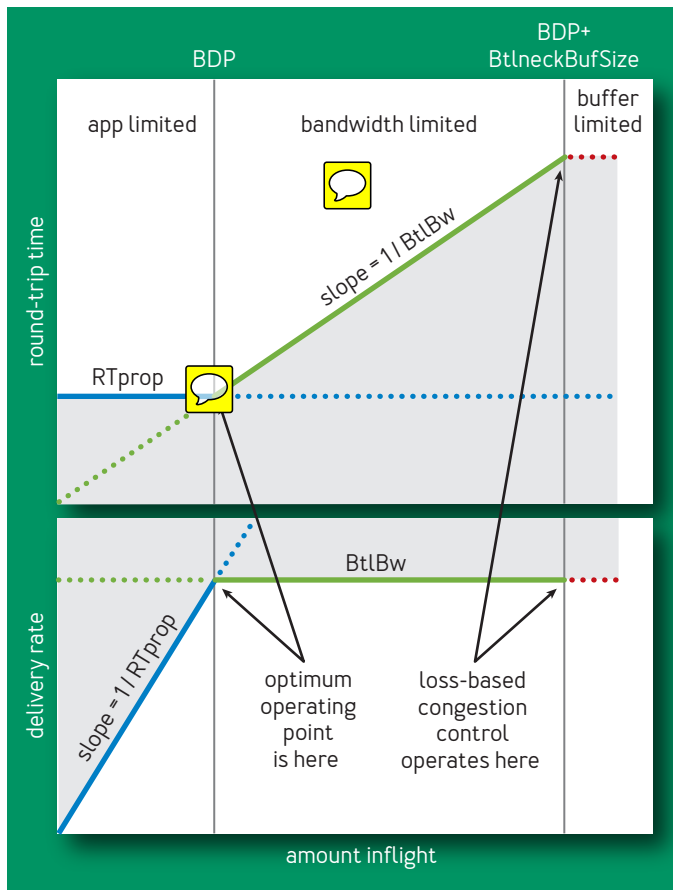 BDP
BDP+
BtlneckBufSize
app limited
bandwidth limited
buffer
limited
round-trip time
slope = 1 / BtlBw
RTprop
BtlBw
delivery rate
slope = 1 / RTprop
optimum
operating
point
is here
loss-based
congestion
control
operates here
amount inflight